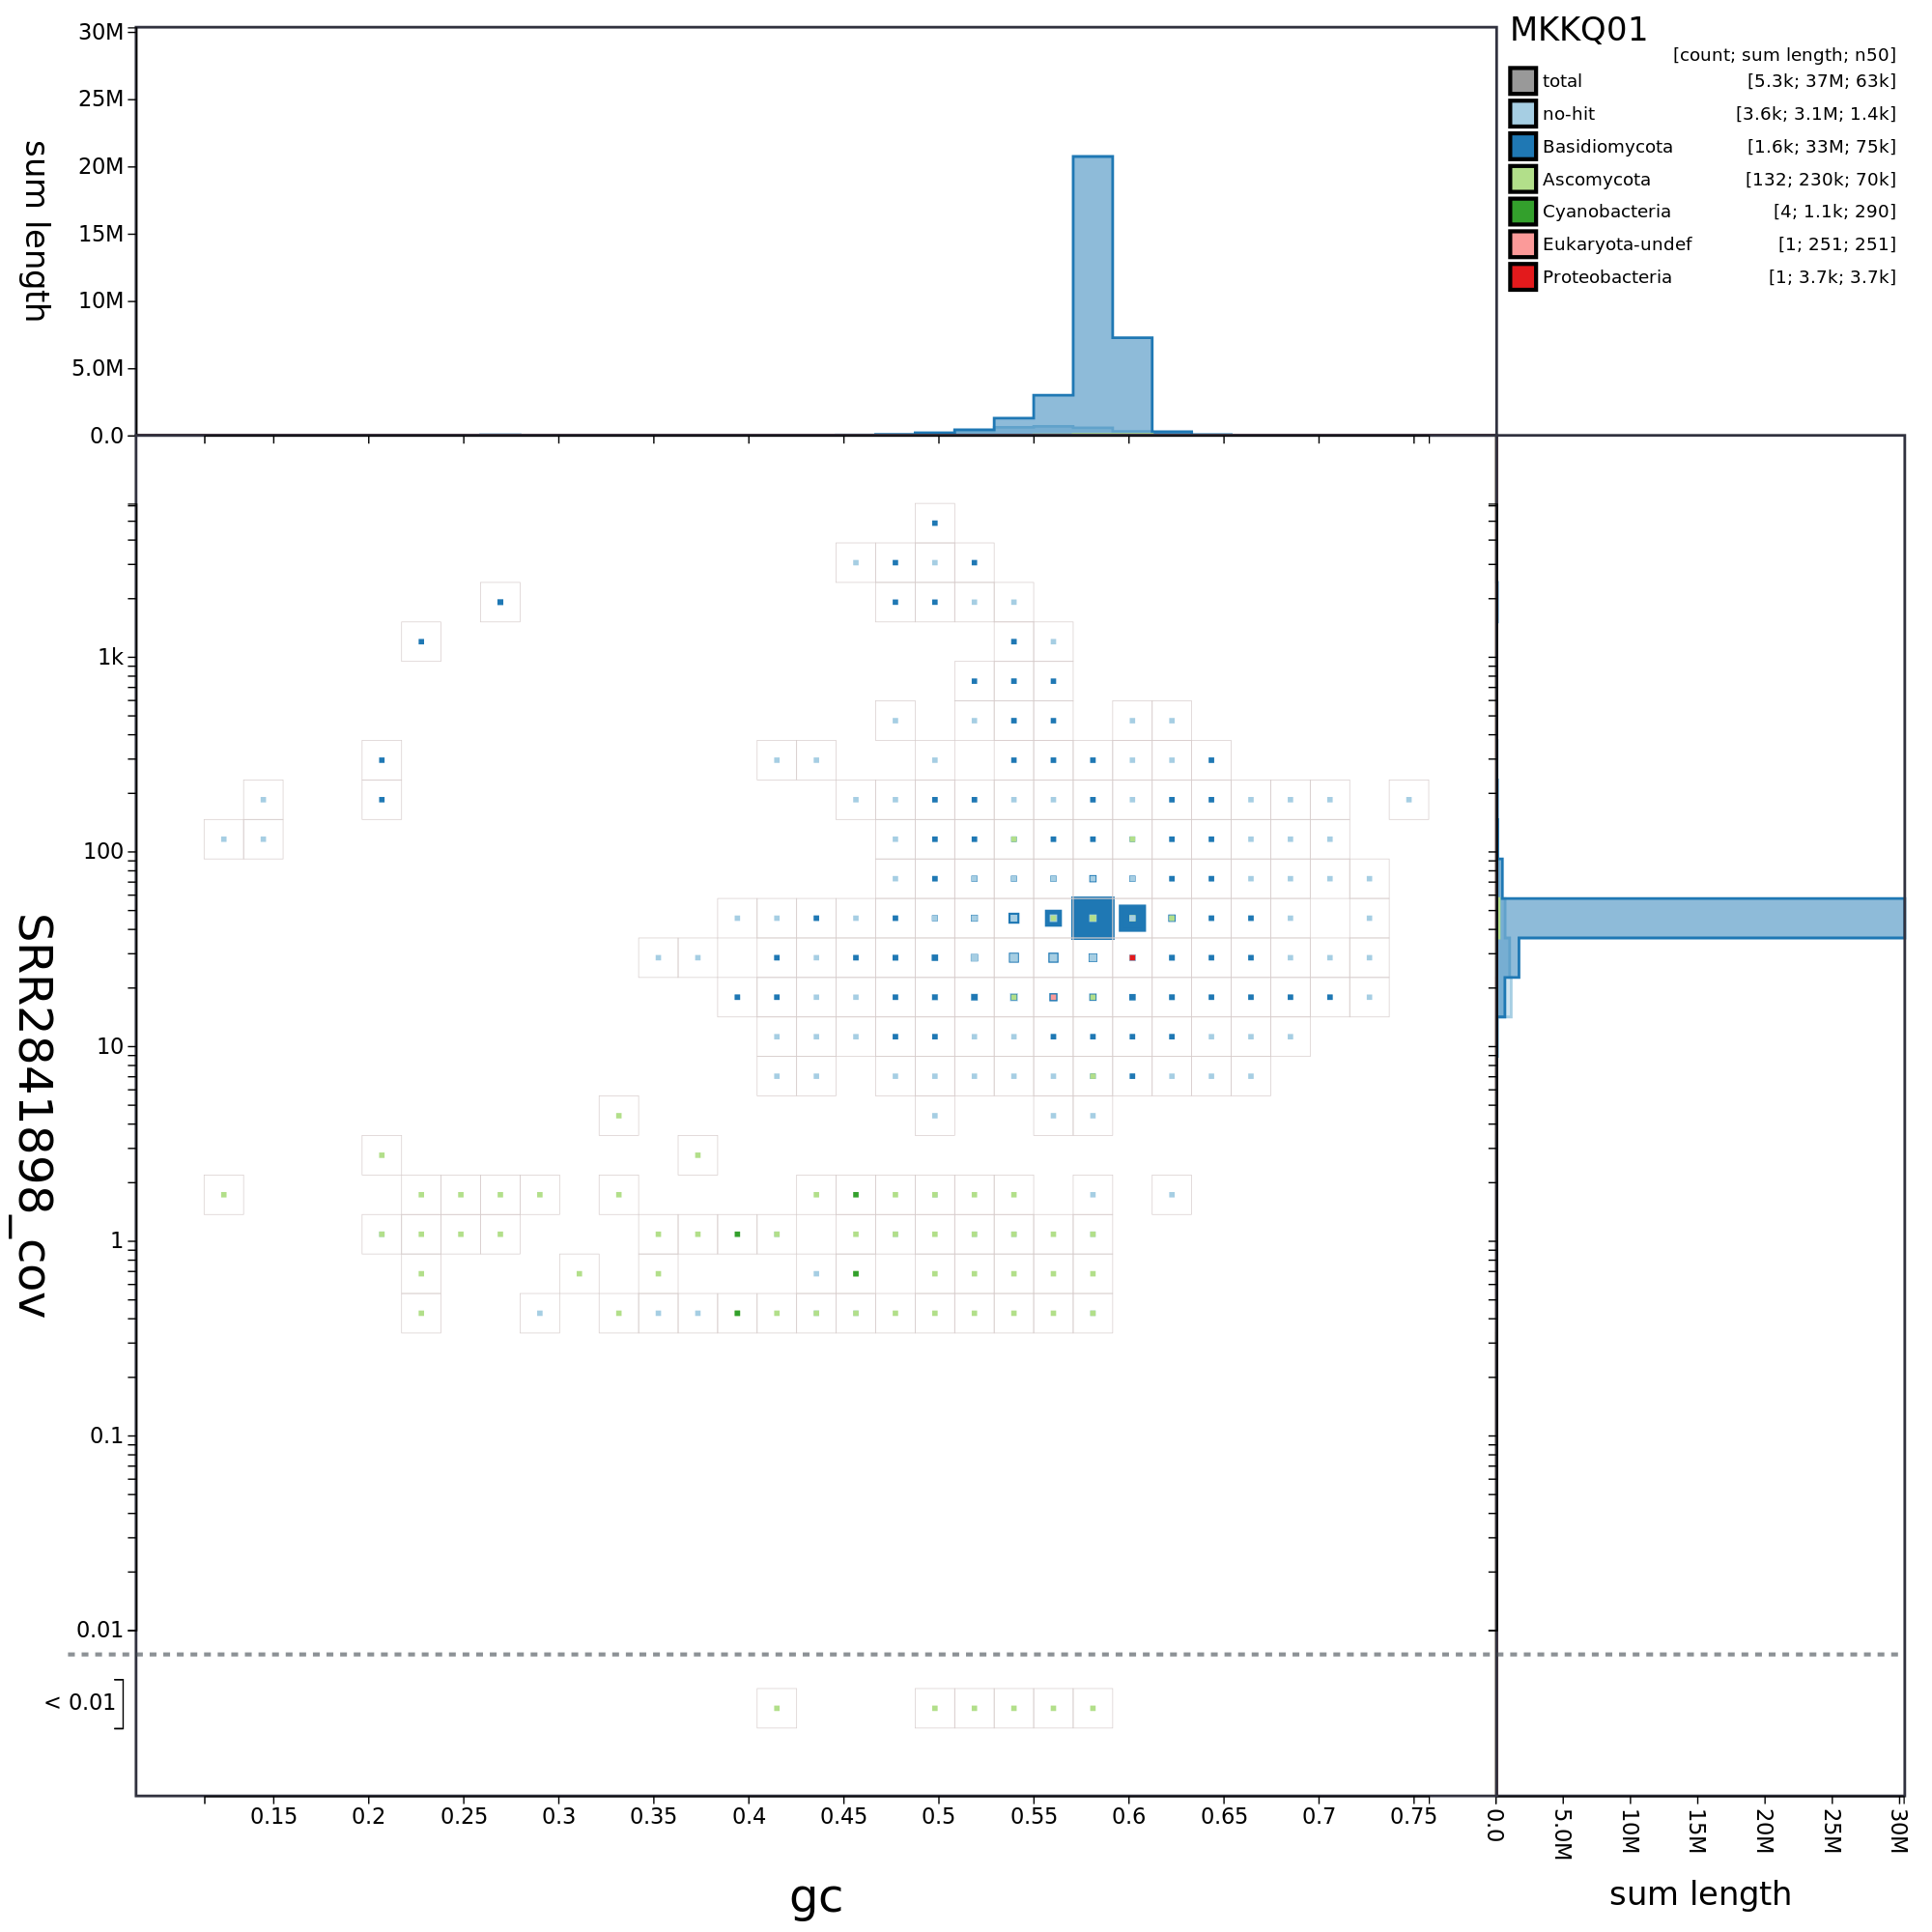 MKKQ01
[count; sum length; n50]
total [5.3k; 37M; 63k]
no-hit [3.6k; 3.1M; 1.4k]
Basidiomycota [1.6k; 33M; 75k]
Ascomycota [132; 230k; 70k]
Cyanobacteria [4; 1.1k; 290]
Eukaryota-undef [1; 251; 251]
Proteobacteria [1; 3.7k; 3.7k]
sum length
30M
25M
20M
15M
10M
5.0M
0.0
SRR2841898_cov
1k
100
10
1
0.1
0.01
< 0.01
0.15 0.2 0.25 0.3 0.35 0.4 0.45 0.5 0.55 0.6 0.65 0.7 0.75
gc
0.0 5.0M 10M 15M 20M 25M 30M
sum length